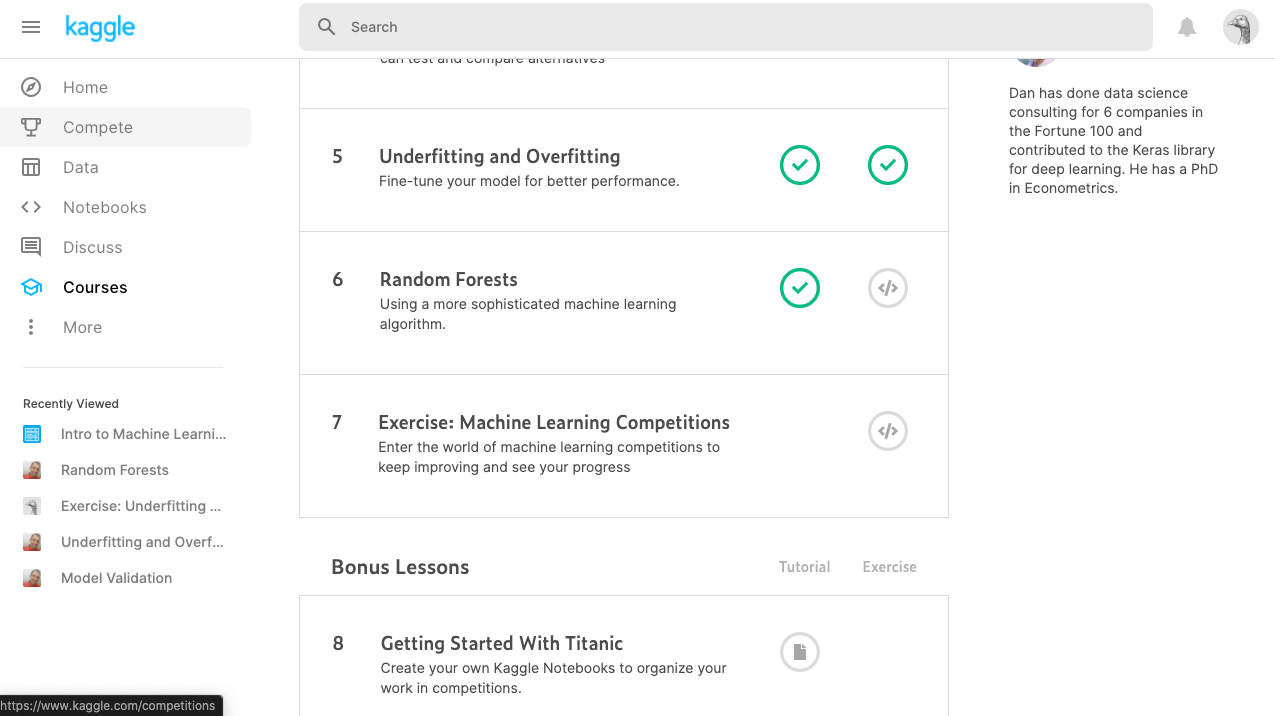 kaggle
Search
Home
Compete
Data
Notebooks
Discuss
Courses
More
Recently Viewed
Intro to Machine Learni...
Random Forests
Exercise: Underfitting ...
Underfitting and Overf...
Model Validation
https://www.kaggle.com/competitions
can test and compare alternatives
5
Underfitting and Overfitting
Fine-tune your model for better performance.
6
Random Forests
Using a more sophisticated machine learning
algorithm.
7
Exercise: Machine Learning Competitions
Enter the world of machine learning competitions to
keep improving and see your progress
Bonus Lessons
Tutorial
Exercise
8
Getting Started With Titanic
Create your own Kaggle Notebooks to organize your
work in competitions.
Dan has done data science
consulting for 6 companies in
the Fortune 100 and
contributed to the Keras library
for deep learning. He has a PhD
in Econometrics.